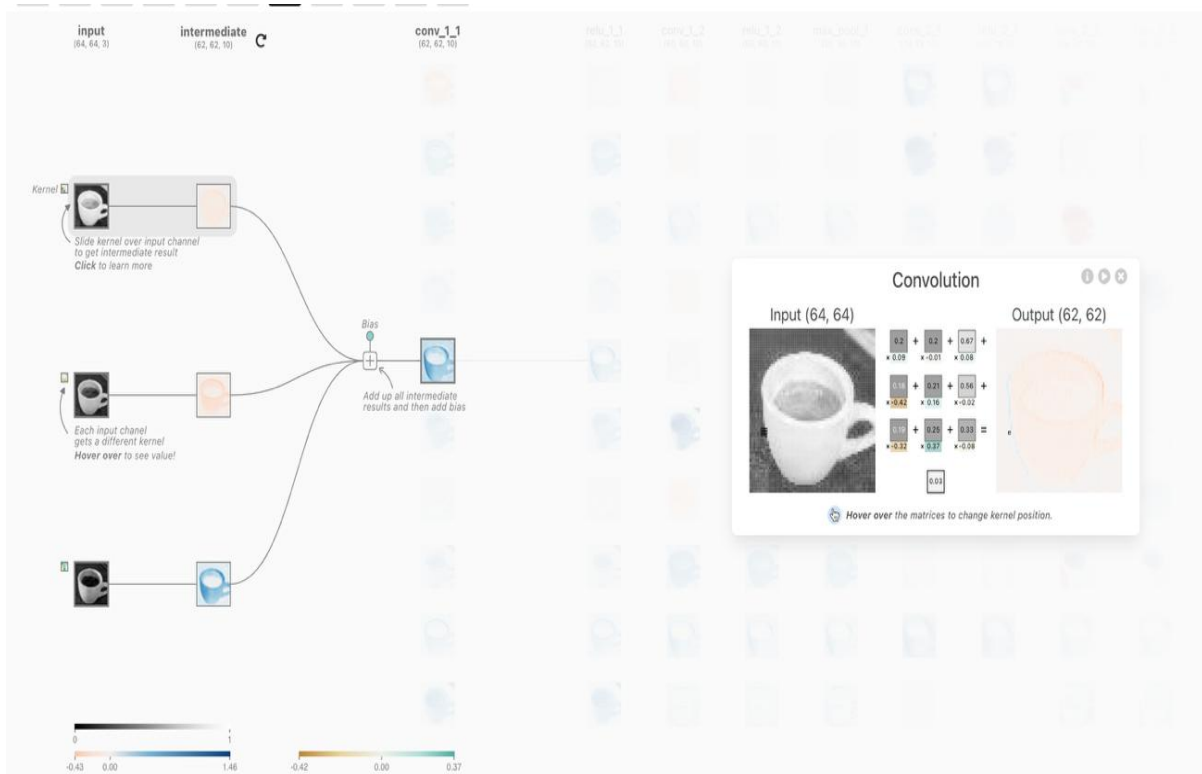 input
(64, 64, 3)
intermediate
(62, 62, 10)
conv_1_1
(62, 62, 10)
relu_1_1
conv_1_2
relu_1_2
Kernel
Slide kernel over input channel
to get intermediate result
Click to learn more
Bias
Add up all intermediate
results and then add bias
Each input chanel
gets a different kernel
Hover over to see value!
Convolution
Input (64, 64)
Output (62, 62)
0.2 + 0.2 + 0.67 +
× 0.09 × -0.01 × 0.08
+ 0.21 + 0.56 +
× -0.42 × 0.16 × -0.02
0.19 + 0.25 + 0.33 =
× -0.32 × 0.37 × -0.08
0.03
Hover over the matrices to change kernel position.
0 1
-0.43 0.00 1.46
-0.42 0.00 0.37